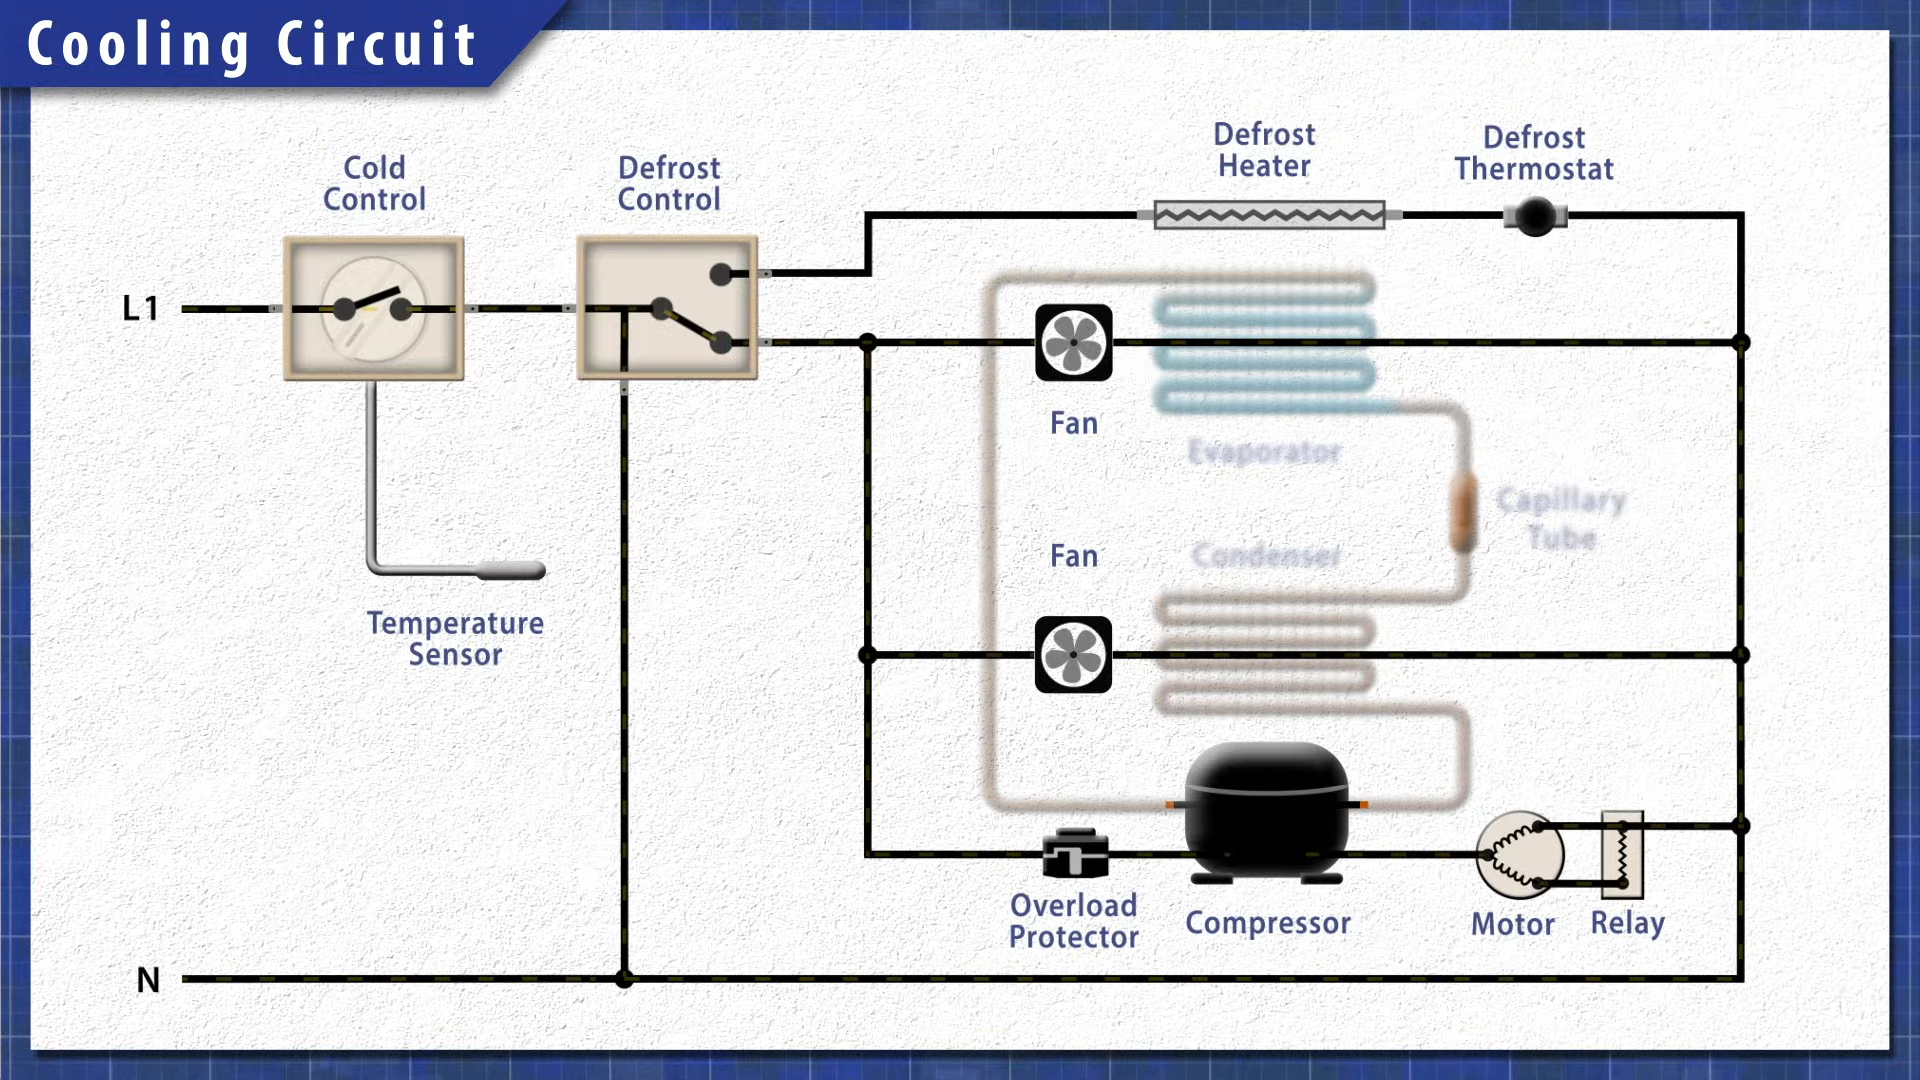 Cooling Circuit
Defrost
Heater
Defrost
Thermostat
Cold
Control
Defrost
Control
L1
Fan
Evaporator
Capillary
Tube
Fan
Condenser
Temperature
Sensor
Overload
Protector
Compressor
Motor
Relay
N